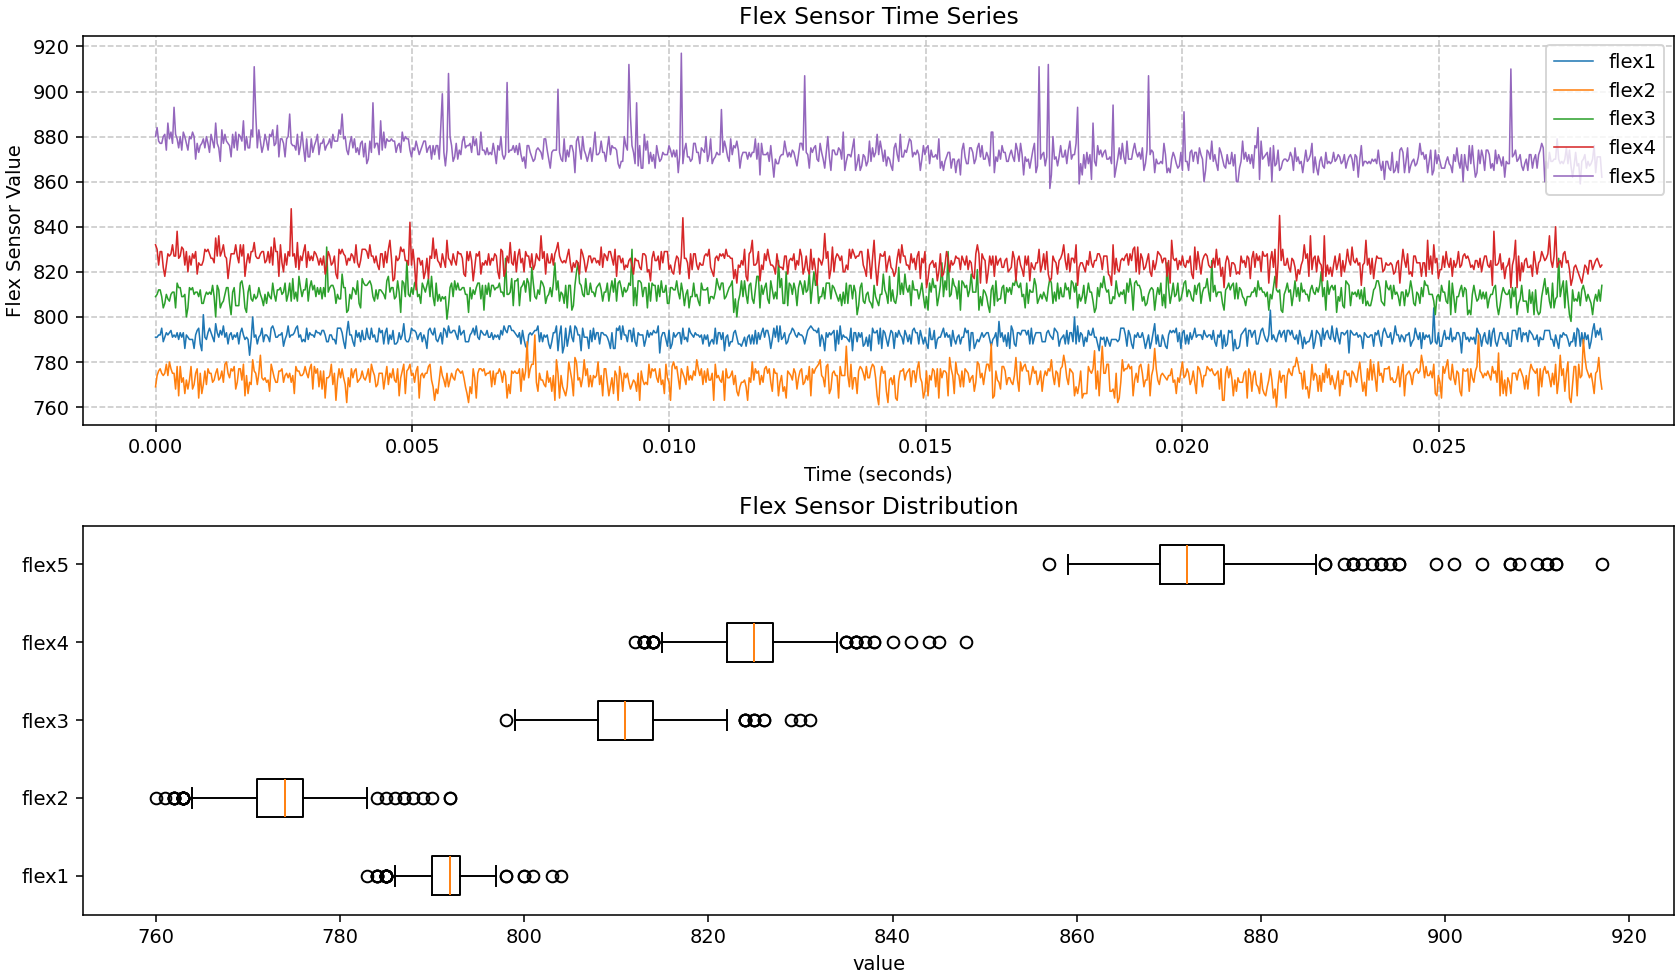 Flex Sensor Time Series
Flex Sensor Value
920
900
880
860
840
820
800
780
760
flex1
flex2
flex3
flex4
flex5
0.000 0.005 0.010 0.015 0.020 0.025
Time (seconds)
Flex Sensor Distribution
flex5
flex4
flex3
flex2
flex1
760 780 800 820 840 860 880 900 920
value